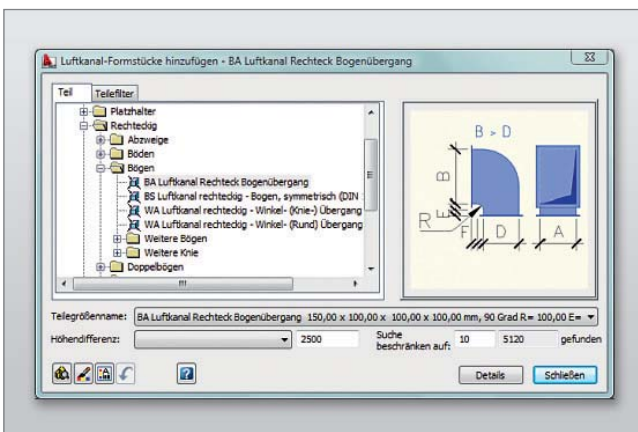 Luftkanal-Formstücke hinzufügen - BA Luftkanal Rechteck Bogenübergang
Teil
Teilefilter
Platzhalter
Rechteckig
Abzweige
Böden
Bögen
BA Luftkanal Rechteck Bogenübergang
BS Luftkanal rechteckig - Bogen, symmetrisch (DIN
WA Luftkanal rechteckig - Winkel- (Knie-) Übergang
WA Luftkanal rechteckig - Winkel- (Rund) Übergang
Weitere Bögen
Weitere Knie
Doppelbögen
B > D
B
E
R
F
D
A
Teilegrößenname:
BA Luftkanal Rechteck Bogenübergang 150,00 x 100,00 x 100,00 x 100,00 mm, 90 Grad R= 100,00 E=
Höhendifferenz:
2500
Suche beschränken auf:
10
5120
gefunden
Details
Schließen